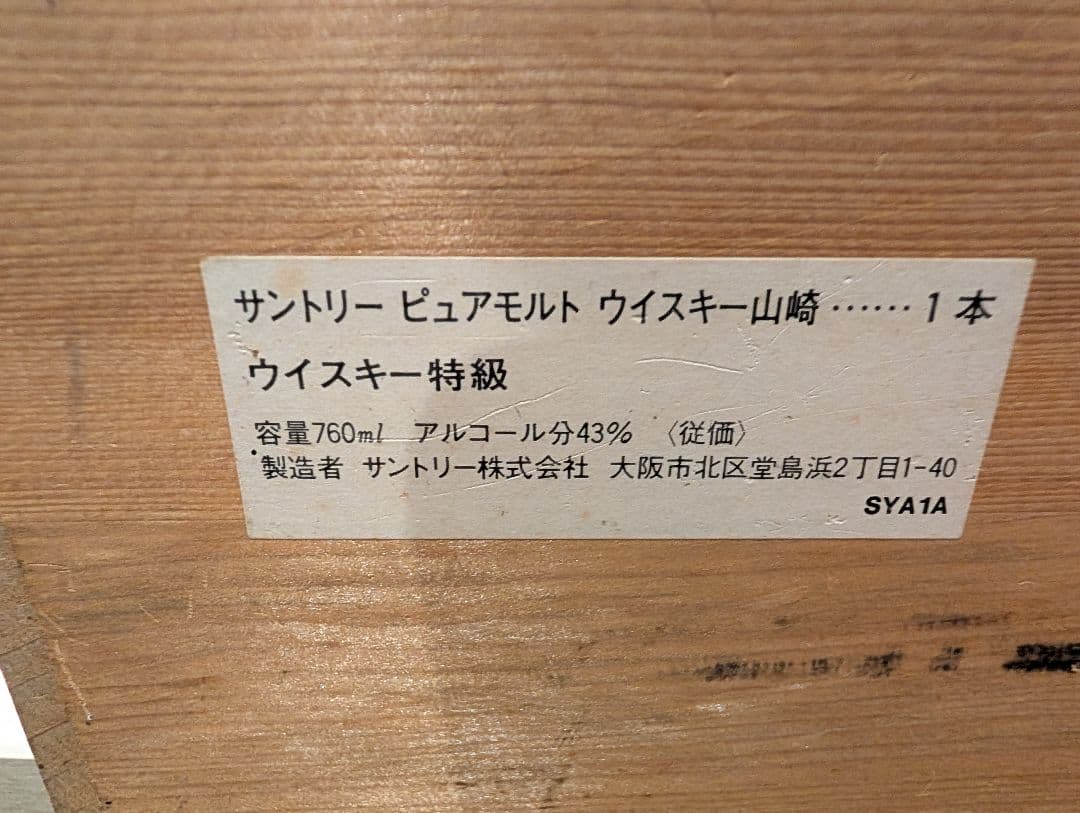 サントリー ピュアモルト ウイスキー山崎……1本
ウイスキー特級
容量760ml アルコール分43% 〈従価〉
製造者 サントリー株式会社 大阪市北区堂島浜2丁目1-40
SYA1A